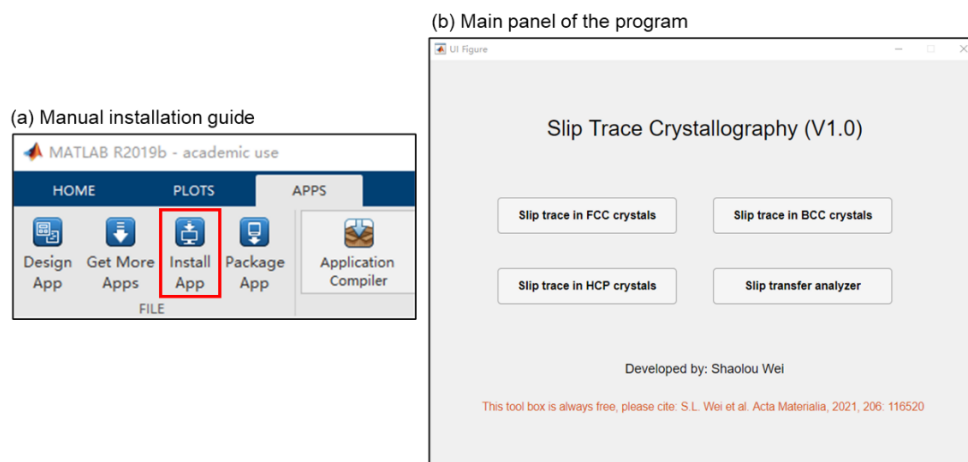 (b) Main panel of the program
UI Figure
(a) Manual installation guide
MATLAB R2019b - academic use
HOME PLOTS APPS
Design App
Get More Apps
Install App
Package App
Application Compiler
FILE
Slip Trace Crystallography (V1.0)
Slip trace in FCC crystals
Slip trace in BCC crystals
Slip trace in HCP crystals
Slip transfer analyzer
Developed by: Shaolou Wei
This tool box is always free, please cite: S.L. Wei et al. Acta Materialia, 2021, 206: 116520